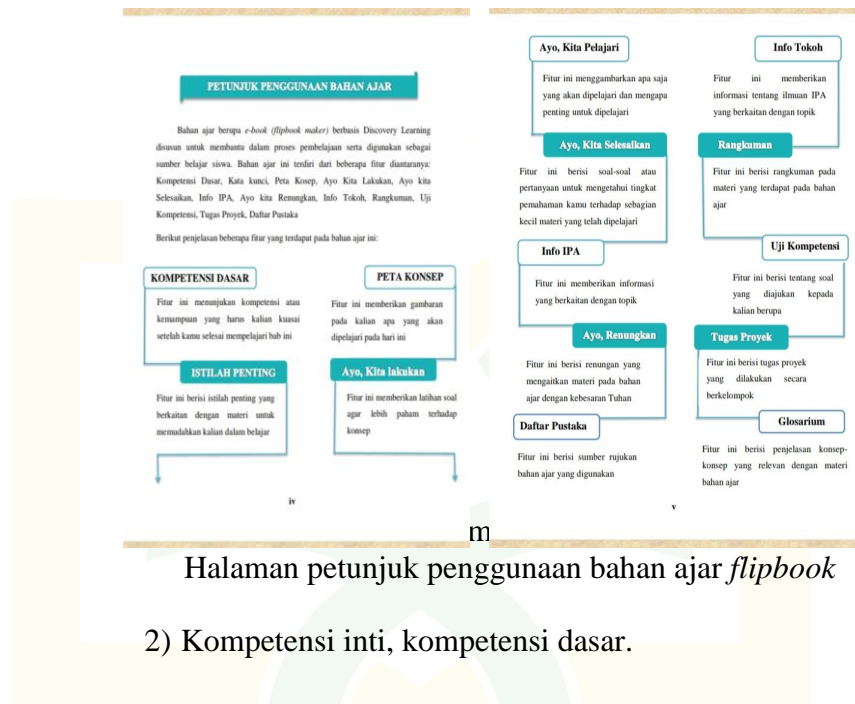 PETUNJUK PENGGUNAAN BAHAN AJAR
Bahan ajar berupa e-book (flipbook maker) berbasis Discovery Learning
disusun untuk membantu dalam proses pembelajaan serta digunakan sebagai
sumber belajar siswa. Bahan ajar ini terdiri dari beberapa fitur diantaranya:
Kompetensi Dasar, Kata kunci, Peta Kosep, Ayo Kita Lakukan, Ayo kita
Selesaikan, Info IPA, Ayo kita Renungkan, Info Tokoh, Rangkuman, Uji
Kompetensi, Tugas Proyek, Daftar Pustaka
Berikut penjelasan beberapa fitur yang terdapat pada bahan ajar ini:
KOMPETENSI DASAR
Fitur ini menunjukan kompetensi atau
kemampuan yang harus kalian kuasai
setelah kamu selesai mempelajari bab ini
ISTILAH PENTING
Fitur ini berisi istilah penting yang
berkaitan dengan materi untuk
memudahkan kalian dalam belajar
PETA KONSEP
Fitur ini memberikan gambaran
pada kalian apa yang akan
dipelajari pada hari ini
Ayo, Kita lakukan
Fitur ini memberikan latihan soal
agar lebih paham terhadap
konsep
iv
Ayo, Kita Pelajari
Fitur ini menggambarkan apa saja
yang akan dipelajari dan mengapa
penting untuk dipelajari
Ayo, Kita Selesaikan
Fitur ini berisi soal-soal atau
pertanyaan untuk mengetahui tingkat
pemahaman kamu terhadap sebagian
kecil materi yang telah dipelajari
Info IPA
Fitur ini memberikan informasi
yang berkaitan dengan topik
Ayo, Renungkan
Fitur ini berisi renungan yang
mengaitkan materi pada bahan
ajar dengan kebesaran Tuhan
Daftar Pustaka
Fitur ini berisi sumber rujukan
bahan ajar yang digunakan
Info Tokoh
Fitur ini memberikan
informasi tentang ilmuan IPA
yang berkaitan dengan topik
Rangkuman
Fitur ini berisi rangkuman pada
materi yang terdapat pada bahan
ajar
Uji Kompetensi
Fitur ini berisi tentang soal
yang diajukan kepada
kalian berupa
Tugas Proyek
Fitur ini berisi tugas proyek
yang dilakukan secara
berkelompok
Glosarium
Fitur ini berisi penjelasan konsep-
konsep yang relevan dengan materi
bahan ajar
v
Halaman petunjuk penggunaan bahan ajar flipbook
2) Kompetensi inti, kompetensi dasar.